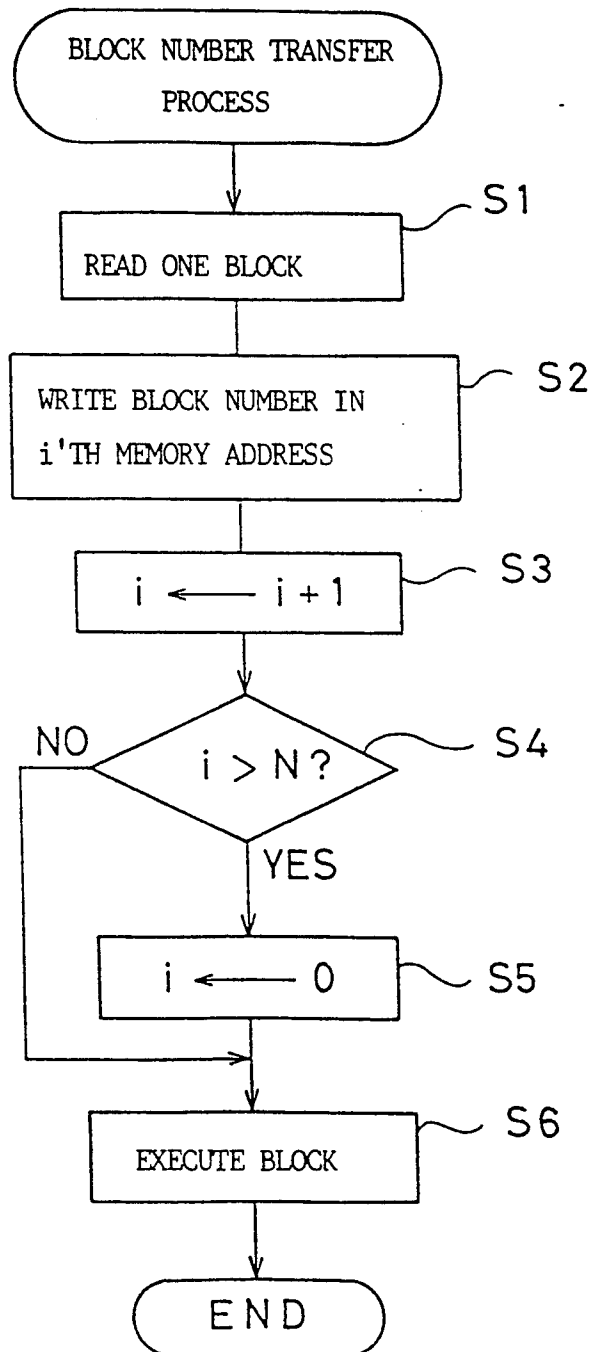 BLOCK NUMBER TRANSFER
PROCESS
S1
READ ONE BLOCK
S2
WRITE BLOCK NUMBER IN
i'TH MEMORY ADDRESS
S3
i ← i + 1
NO
i > N?
S4
YES
i ← 0
S5
S6
EXECUTE BLOCK
END